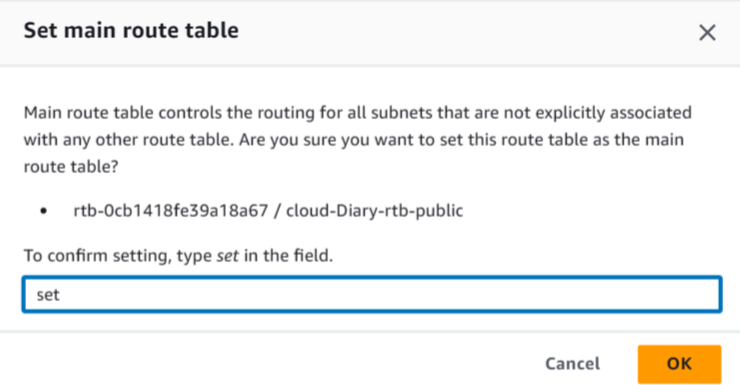 Set main route table
Main route table controls the routing for all subnets that are not explicitly associated
with any other route table. Are you sure you want to set this route table as the main
route table?
• rtb-0cb1418fe39a18a67 / cloud-Diary-rtb-public
To confirm setting, type set in the field.
set
Cancel OK